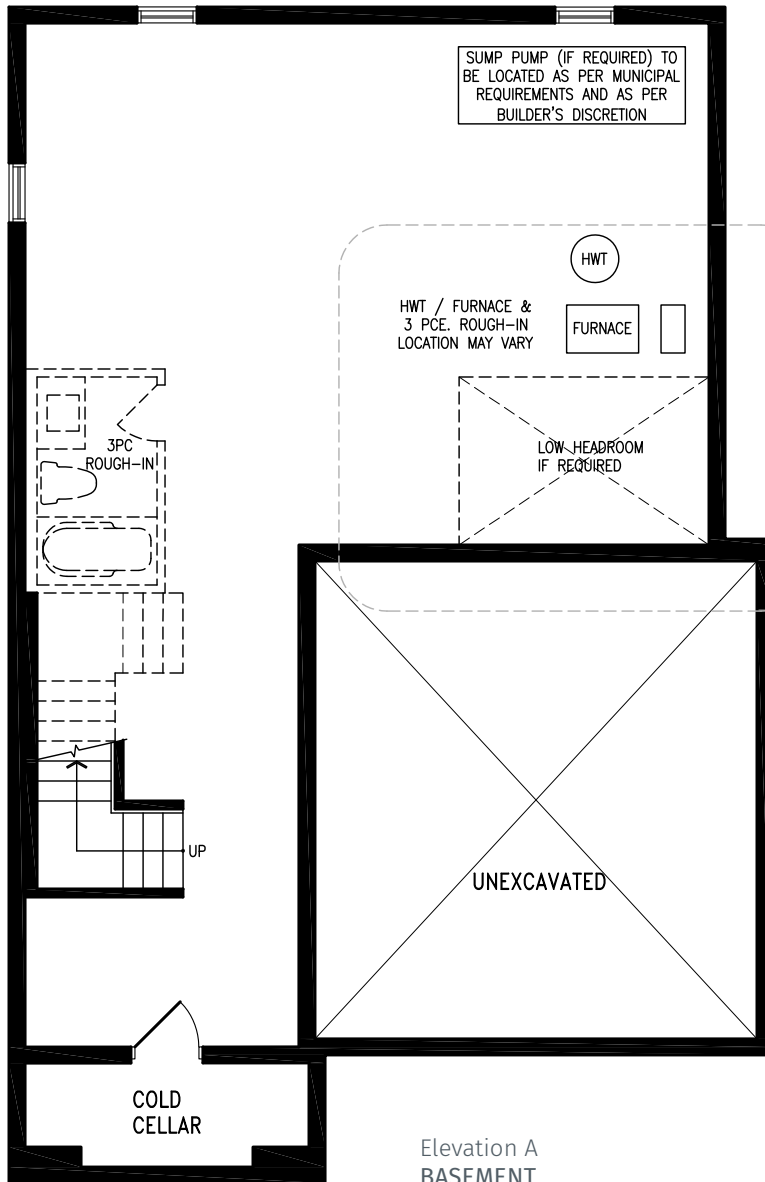 SUMP PUMP (IF REQUIRED) TO
BE LOCATED AS PER MUNICIPAL
REQUIREMENTS AND AS PER
BUILDER'S DISCRETION
HWT
HWT / FURNACE &
3 PCE. ROUGH-IN
LOCATION MAY VARY
FURNACE
3PC
ROUGH-IN
LOW HEADROOM
IF REQUIRED
UP
UNEXCAVATED
COLD
CELLAR
Elevation A
BASEMENT